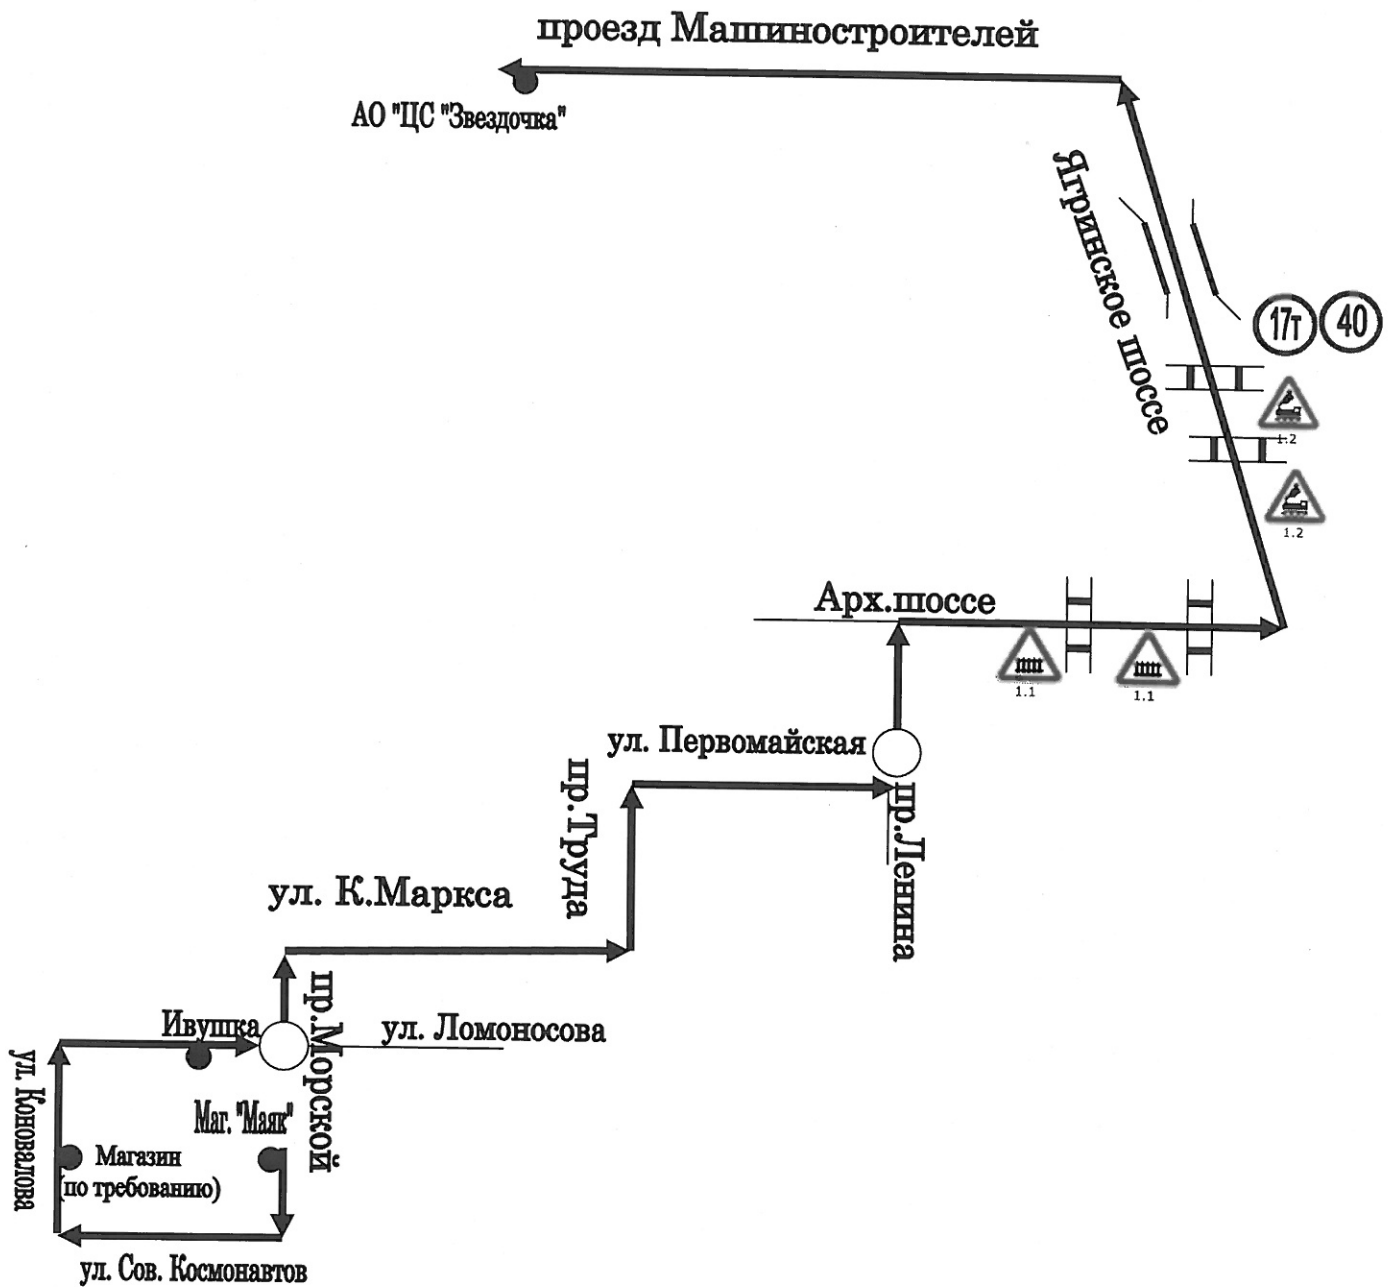 проезд Машиностроителей
АО "ЦС "Звездочка"
Ягринское шоссе
17т
40
1.2
1.2
Арх.шоссе
1.1
1.1
ул. Первомайская
пр.Труда
пр.Ленина
ул. К.Маркса
пр.Морской
Ивушка
ул. Ломоносова
ул. Коновалова
Маг. "Маяк"
Магазин
(по требованию)
ул. Сов. Космонавтов